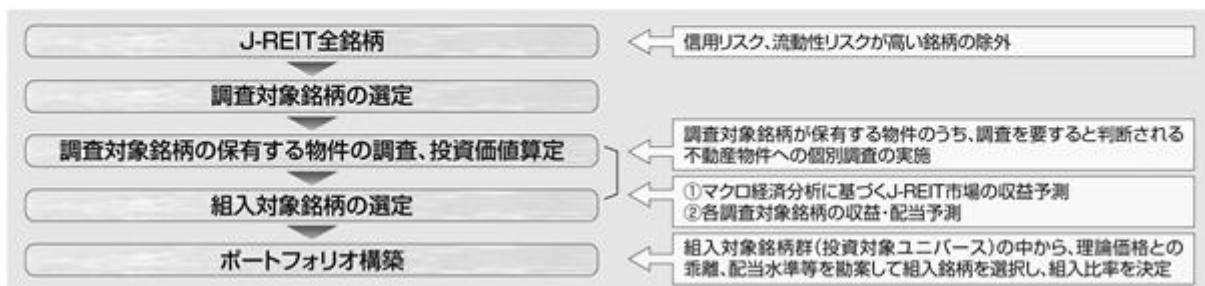 J-REIT全銘柄
信用リスク、流動性リスクが高い銘柄の除外
調査対象銘柄の選定
調査対象銘柄の保有する物件の調査、投資価値算定
調査対象銘柄が保有する物件のうち、調査を要すると判断される
不動産物件への個別調査の実施
組入対象銘柄の選定
①マクロ経済分析に基づくJ-REIT市場の収益予測
②各調査対象銘柄の収益・配当予測
ポートフォリオ構築
組入対象銘柄群(投資対象ユニバース)の中から、理論価格との
乖離、配当水準等を勘案して組入銘柄を選択し、組入比率を決定